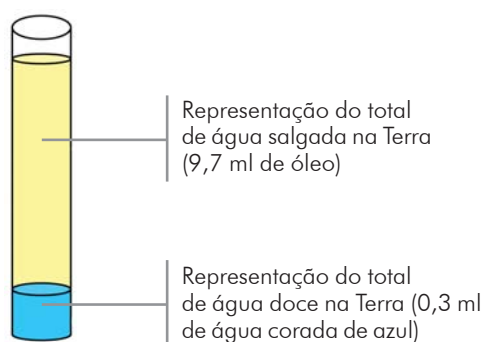 Representação do total
de água salgada na Terra
(9,7 ml de óleo)
Representação do total
de água doce na Terra (0,3 ml
de água corada de azul)